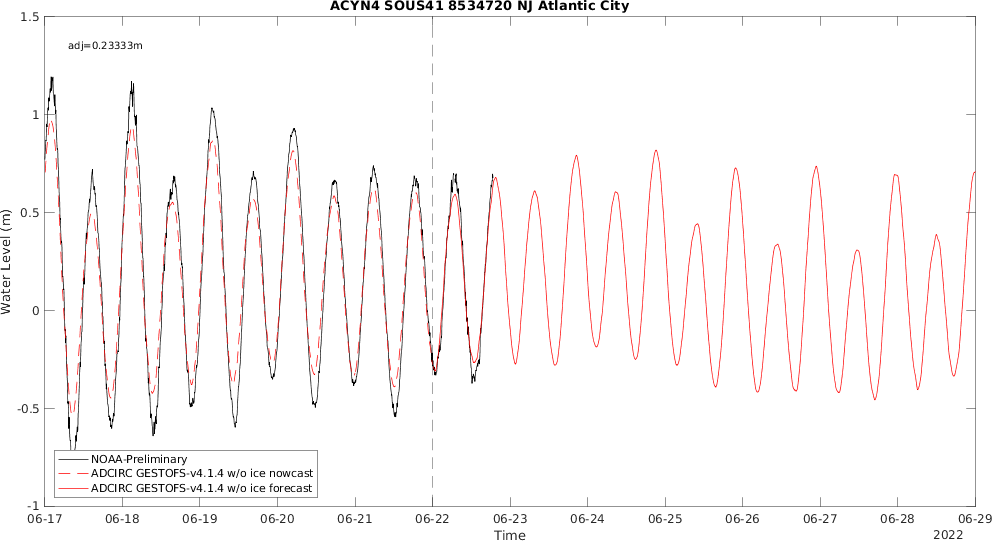 ACYN4 SOUS41 8534720 NJ Atlantic City
adj=0.23333m
1.5
1
0.5
0
-0.5
-1
Water Level (m)
NOAA-Preliminary
ADCIRC GESTOFS-v4.1.4 w/o ice nowcast
ADCIRC GESTOFS-v4.1.4 w/o ice forecast
06-17 06-18 06-19 06-20 06-21 06-22 06-23 06-24 06-25 06-26 06-27 06-28 06-29
Time
2022